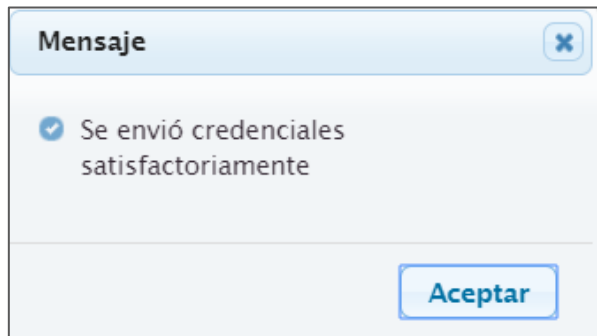 Mensaje
Se envió credenciales
satisfactoriamente
Aceptar